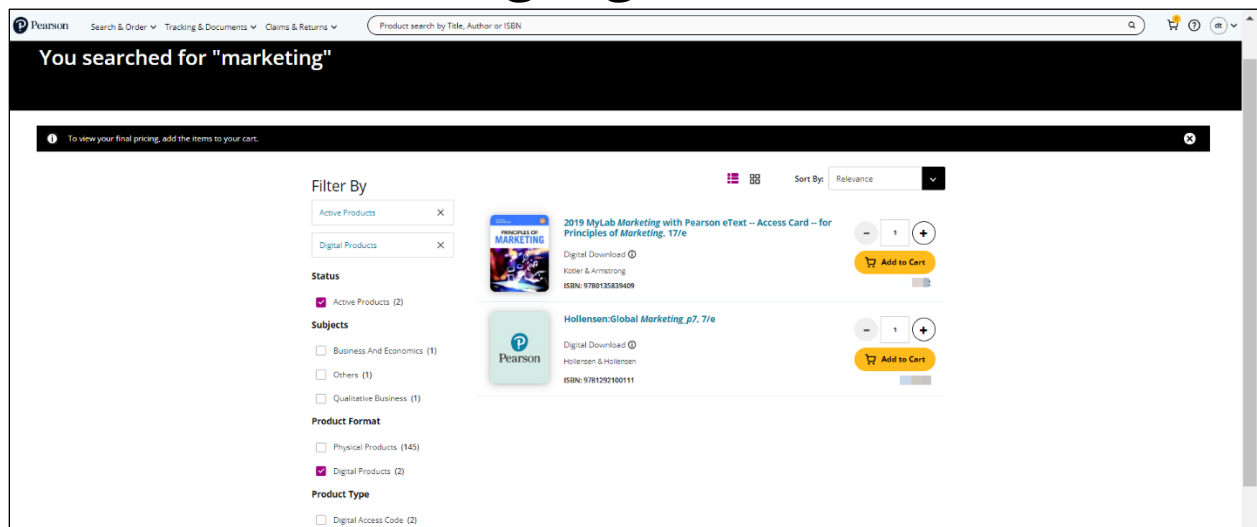 Pearson
Search & Order
Tracking & Documents
Claims & Returns
Product search by Title, Author or ISBN
dt
You searched for "marketing"
To view your final pricing, add the items to your cart.
Filter By
Active Products
Digital Products
Status
Active Products (2)
Subjects
Business And Economics (1)
Others (1)
Qualitative Business (1)
Product Format
Physical Products (145)
Digital Products (2)
Product Type
Digital Access Code (2)
Sort By: Relevance
PRINCIPLES OF
MARKETING
2019 MyLab Marketing with Pearson eText -- Access Card -- for
Principles of Marketing, 17/e
Digital Download
Kotler & Armstrong
ISBN: 9780135839409
1
Add to Cart
Pearson
Hollensen:Global Marketing_p7, 7/e
Digital Download
Hollensen & Hollensen
ISBN: 9781292100111
1
Add to Cart